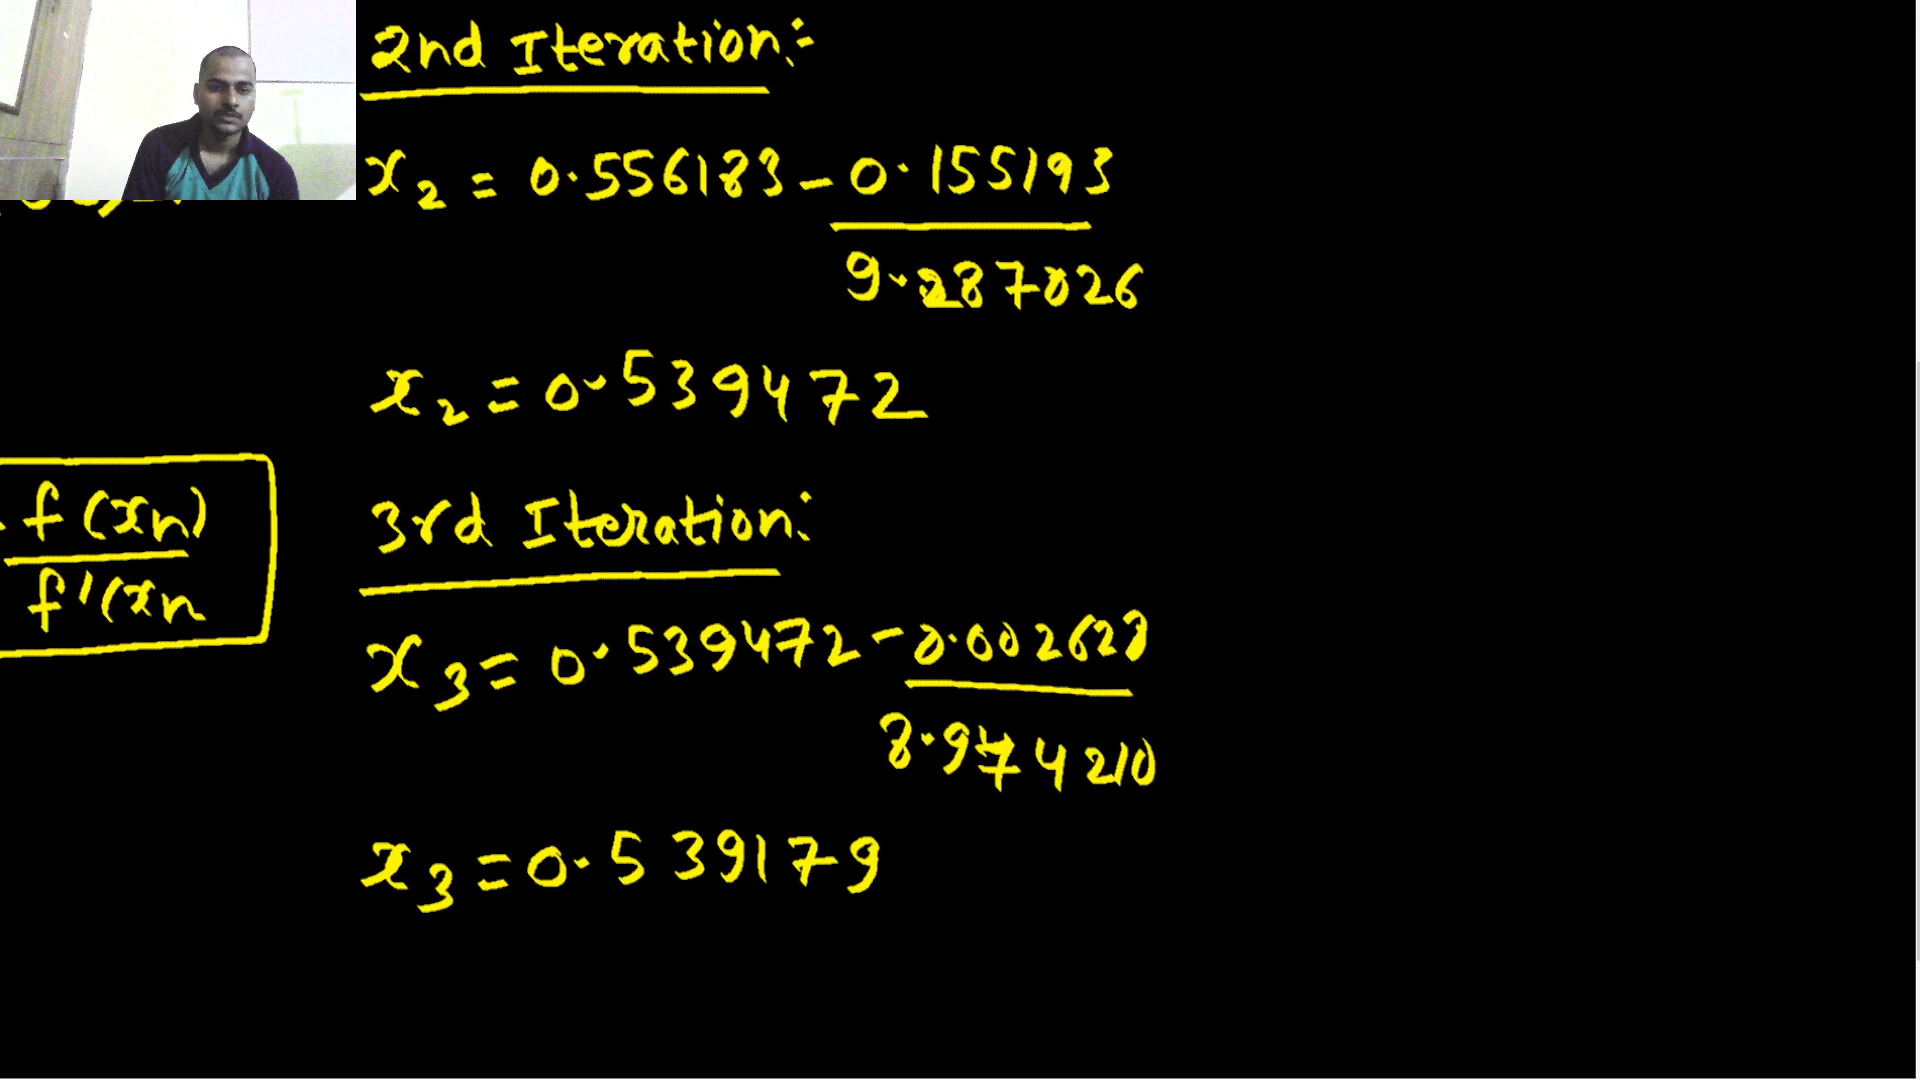 2nd Iteration:-
x2 = 0.556183 - 0.155193
9.287026
x2 = 0.539472
f(xn)
f'(xn
3rd Iteration:
x3 = 0.539472 - 0.002628
8.974210
x3 = 0.539179